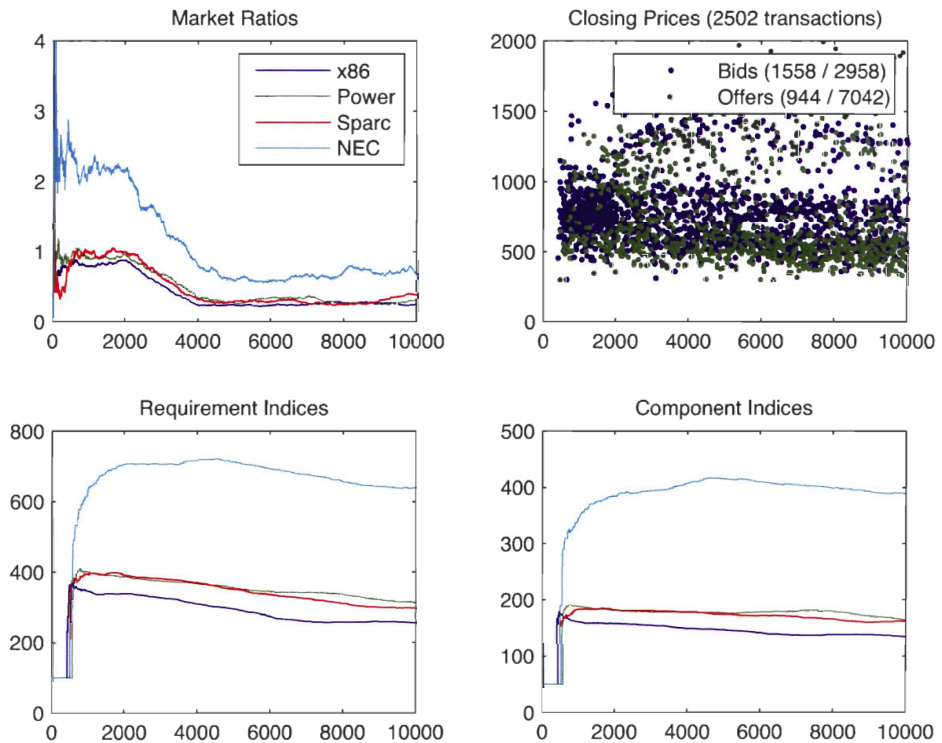 Market Ratios
4
3
2
1
0
x86
Power
Sparc
NEC
0 2000 4000 6000 8000 10000
Closing Prices (2502 transactions)
2000
1500
1000
500
0
Bids (1558 / 2958)
Offers (944 / 7042)
0 2000 4000 6000 8000 10000
Requirement Indices
800
600
400
200
0
0 2000 4000 6000 8000 10000
Component Indices
500
400
300
200
100
0
0 2000 4000 6000 8000 10000